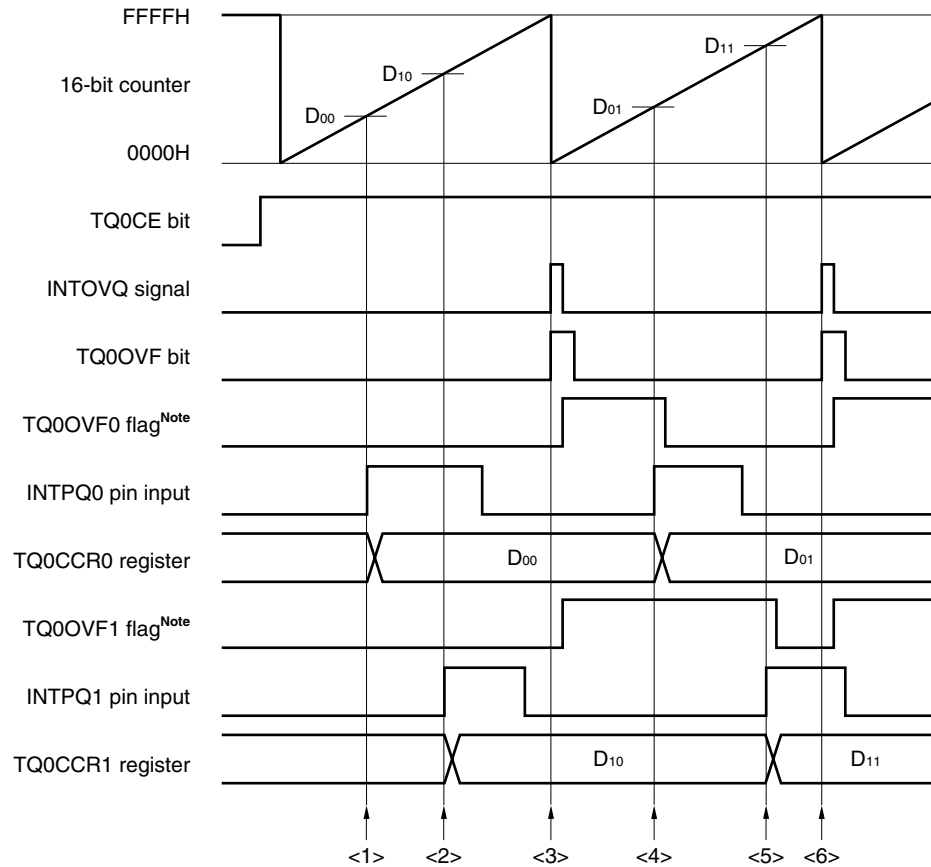 FFFFH
D11
D10
16-bit counter
D01
D00
0000H
TQ0CE bit
INTOVQ signal
TQ0OVF bit
TQ0OVF0 flagNote
INTPQ0 pin input
TQ0CCR0 register D00 D01
TQ0OVF1 flagNote
INTPQ1 pin input
TQ0CCR1 register D10 D11
<1> <2> <3> <4> <5> <6>